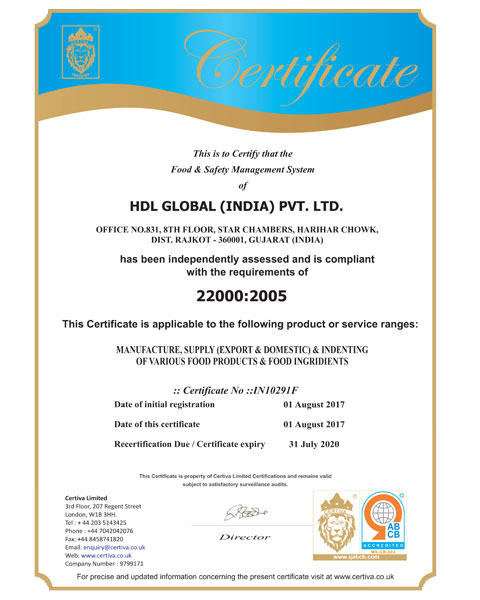 Certificate
This is to Certify that the
Food & Safety Management System
of
HDL GLOBAL (INDIA) PVT. LTD.
OFFICE NO.831, 8TH FLOOR, STAR CHAMBERS, HARIHAR CHOWK,
DIST. RAJKOT - 360001, GUJARAT (INDIA)
has been independently assessed and is compliant
with the requirements of
22000:2005
This Certificate is applicable to the following product or service ranges:
MANUFACTURE, SUPPLY (EXPORT & DOMESTIC) & INDENTING
OF VARIOUS FOOD PRODUCTS & FOOD INGRIDIENTS
:: Certificate No ::IN10291F
Date of initial registration 01 August 2017
Date of this certificate 01 August 2017
Recertification Due / Certificate expiry 31 July 2020
This Certificate is property of Certiva Limited Certifications and remains valid
subject to satisfactory surveillance audits.
Certiva Limited
3rd Floor, 207 Regent Street
London, W1B 3HH.
Tel : + 44 203 5143425
Phone : +44 7042042076
Fax: +44 8458741820
Email: enquiry@certiva.co.uk
Web: www.certiva.co.uk
Company Number : 9799171
Director
CERTIVA
AB
CB
ACCREDITED
For precise and updated information concerning the present certificate visit at www.certiva.co.uk